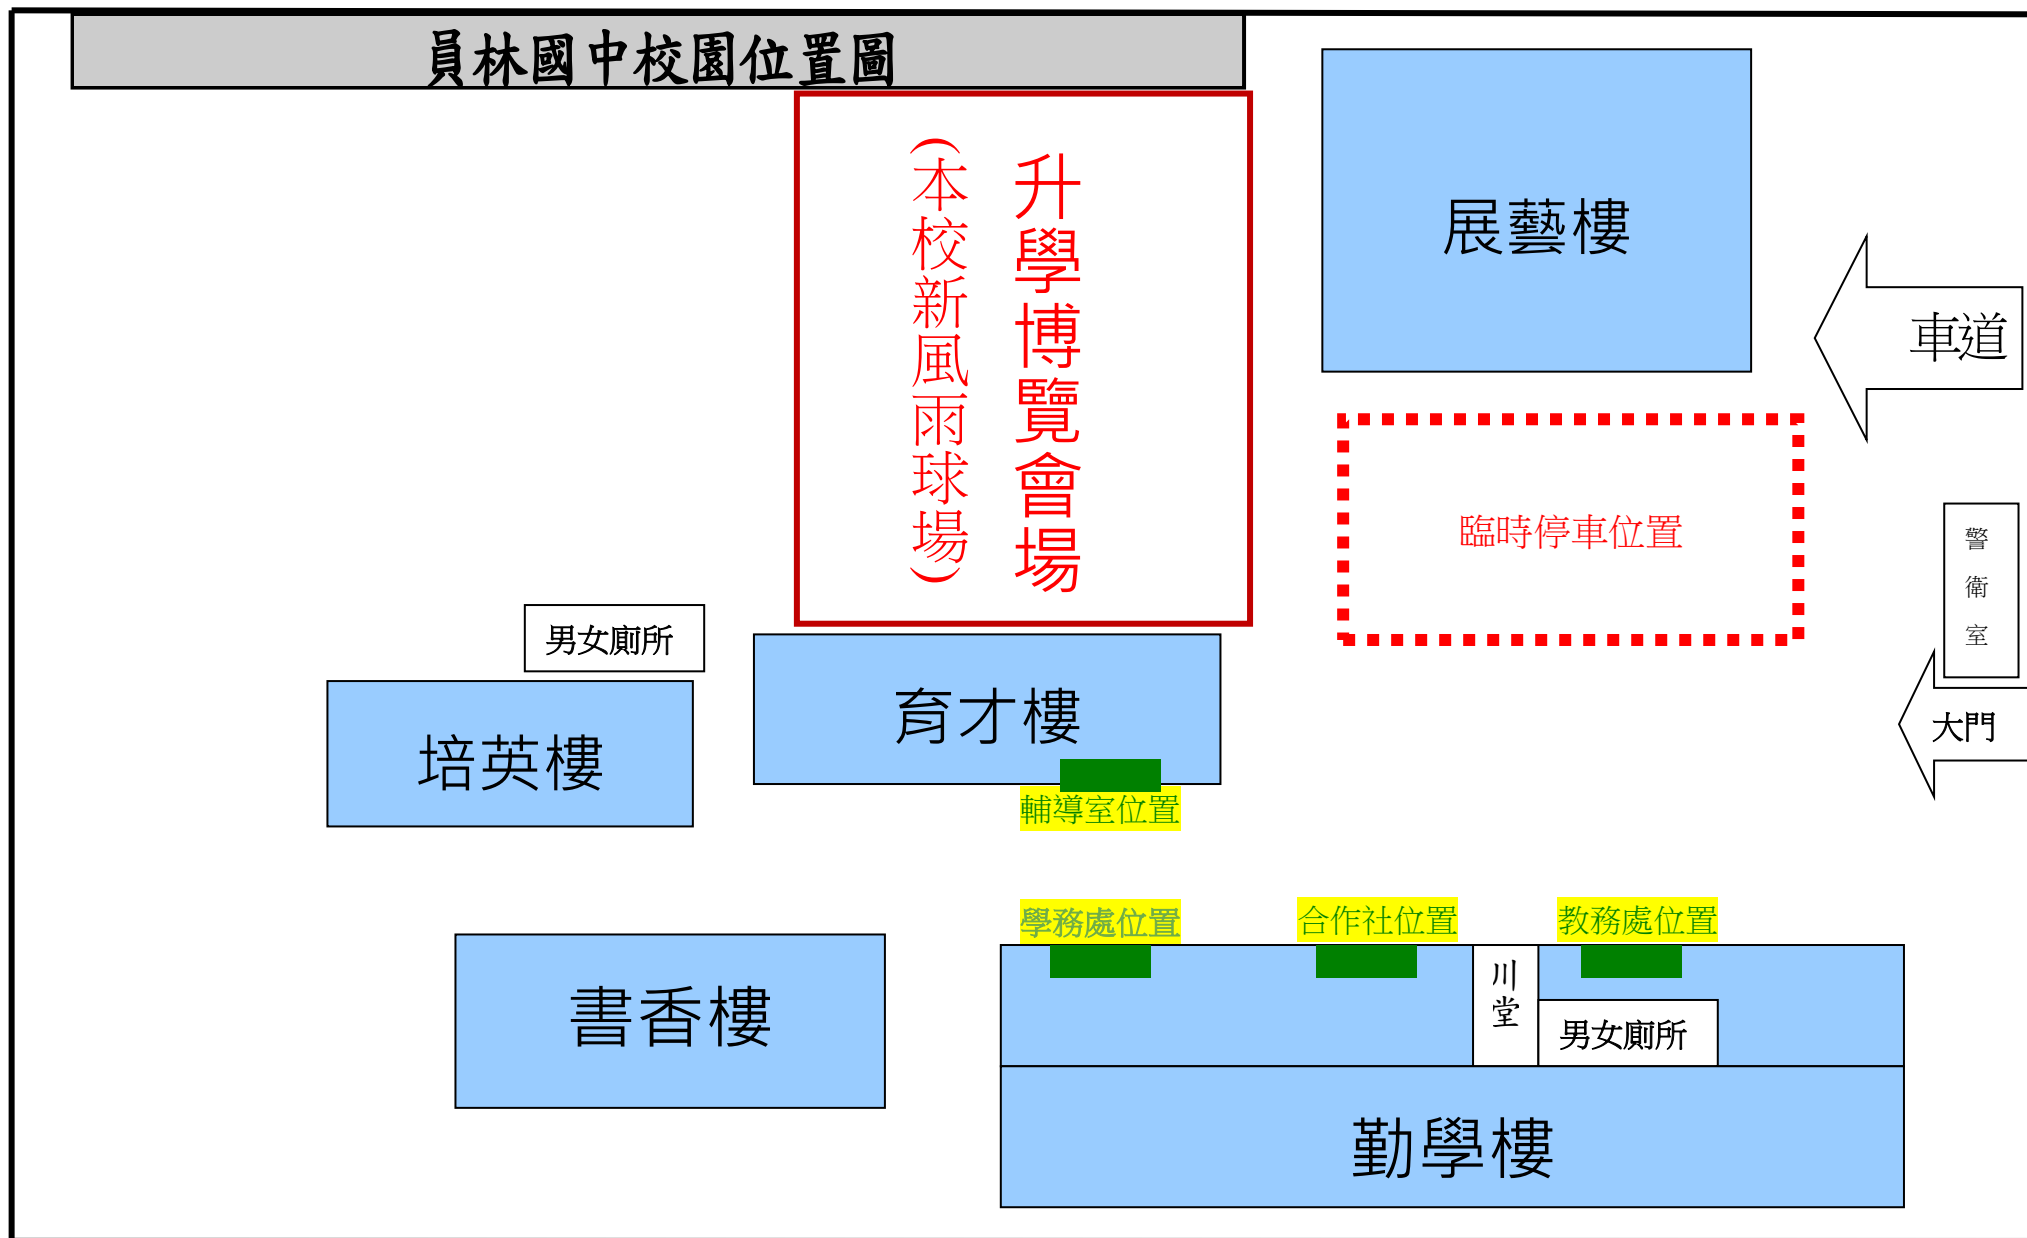 員林國中校園位置圖
升學博覽會場
(本校新風雨球場)
展藝樓
車道
臨時停車位置
警衛室
大門
男女廁所
培英樓
育才樓
輔導室位置
學務處位置
合作社位置
教務處位置
川堂
男女廁所
書香樓
勤學樓